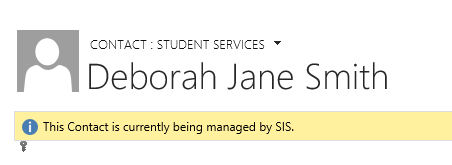 CONTACT : STUDENT SERVICES
Deborah Jane Smith
This Contact is currently being managed by SIS.